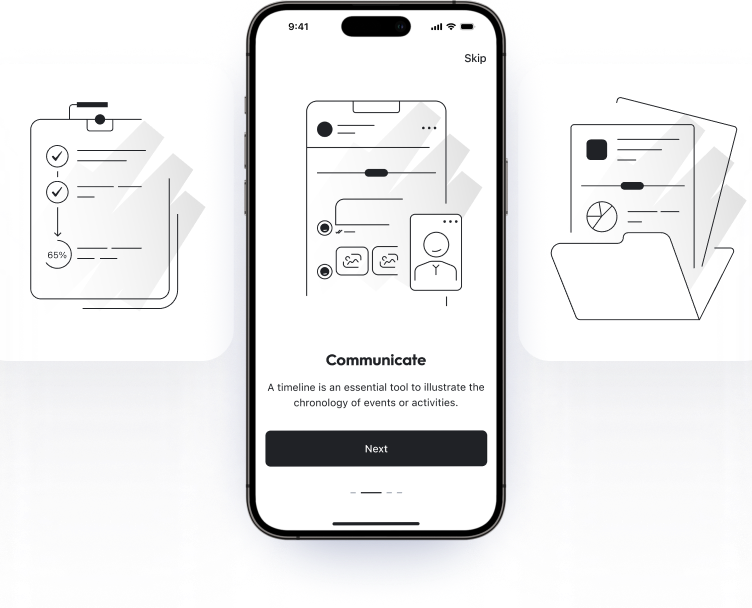 9:41
Skip
65%
Communicate
A timeline is an essential tool to illustrate the
chronology of events or activities.
Next